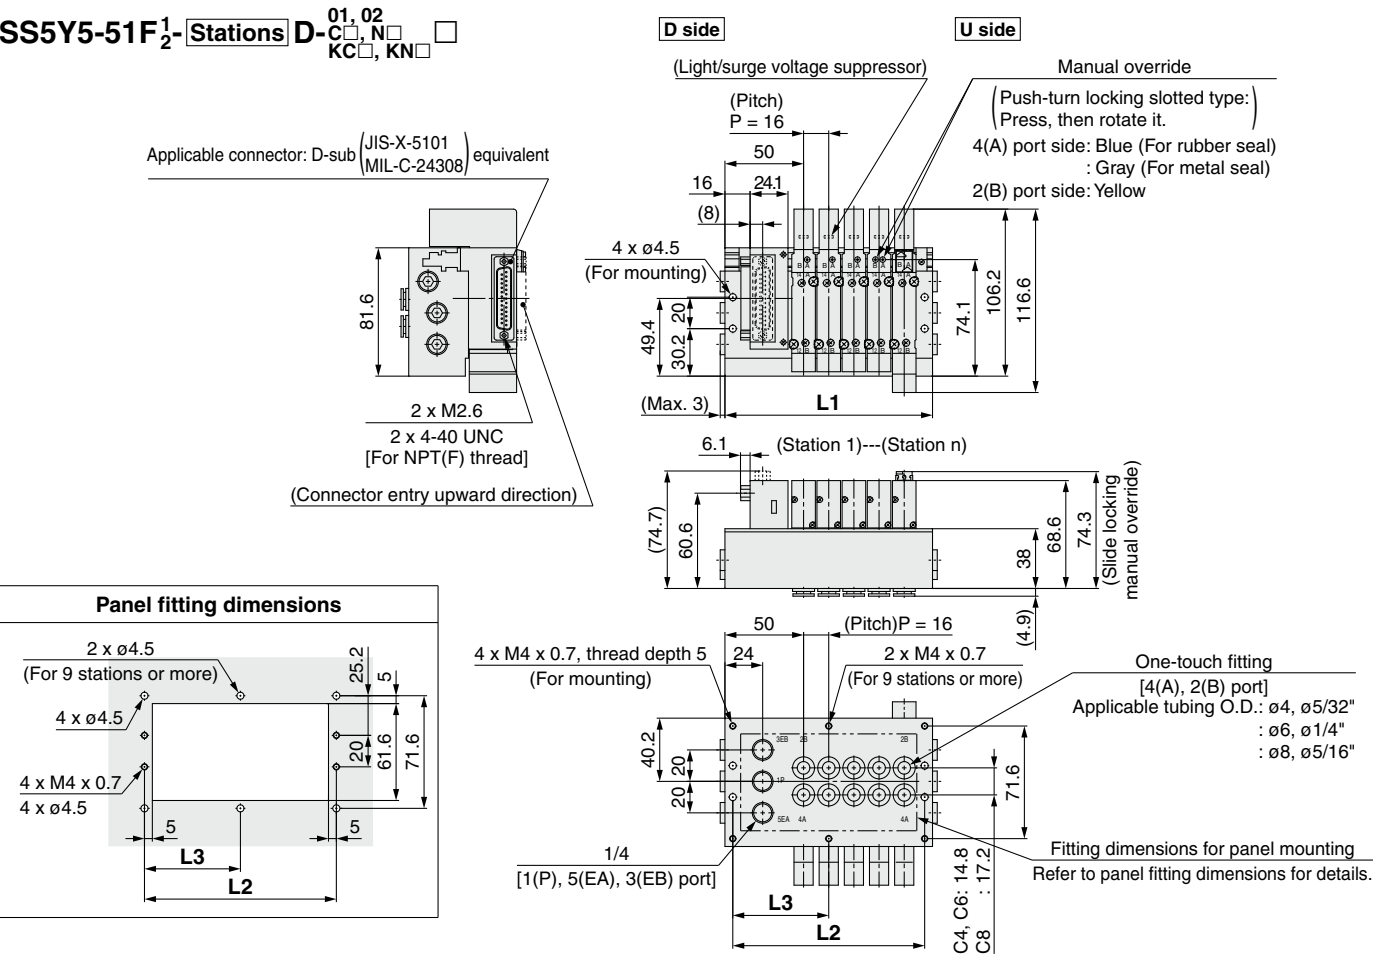 SS5Y5-51F½- Stations D- 01, 02 C□, N□ KC□, KN□ □
D side
U side
(Light/surge voltage suppressor)
Manual override
(Push-turn locking slotted type:
Press, then rotate it.)
4(A) port side: Blue (For rubber seal)
: Gray (For metal seal)
2(B) port side: Yellow
(Pitch)
P = 16
50
16
24.1
(8)
4 x ø4.5
(For mounting)
49.4
20
30.2
74.1
106.2
116.6
(Max. 3)
L1
Applicable connector: D-sub (JIS-X-5101
MIL-C-24308) equivalent
81.6
2 x M2.6
2 x 4-40 UNC
[For NPT(F) thread]
(Connector entry upward direction)
6.1
(Station 1)---(Station n)
(74.7)
60.6
38
68.6
74.3
(Slide locking
manual override)
(4.9)
Panel fitting dimensions
2 x ø4.5
(For 9 stations or more)
4 x ø4.5
4 x M4 x 0.7
4 x ø4.5
25.2
5
20
61.6
71.6
5
5
L3
L2
50
(Pitch)P = 16
4 x M4 x 0.7, thread depth 5
(For mounting)
24
2 x M4 x 0.7
(For 9 stations or more)
One-touch fitting
[4(A), 2(B) port]
Applicable tubing O.D.: ø4, ø5/32"
: ø6, ø1/4"
: ø8, ø5/16"
40.2
20
20
3EB
2B
2B
1P
5EA
4A
4A
71.6
1/4
[1(P), 5(EA), 3(EB) port]
C4, C6: 14.8
C8 : 17.2
Fitting dimensions for panel mounting
Refer to panel fitting dimensions for details.
L3
L2